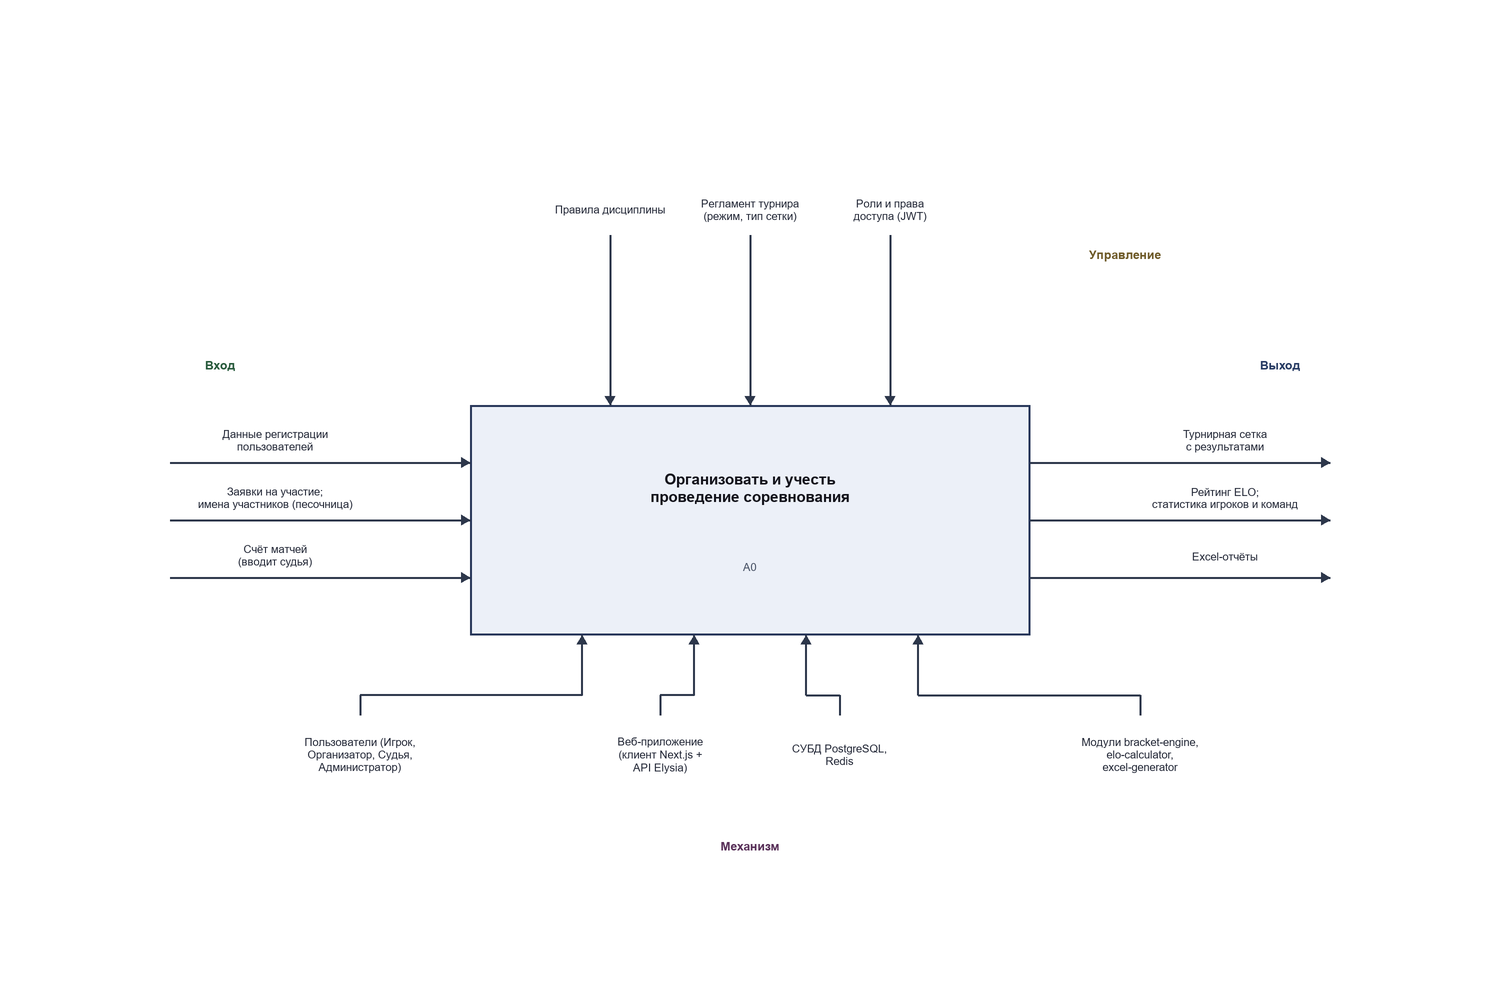 Правила дисциплины
Регламент турнира
(режим, тип сетки)
Роли и права
доступа (JWT)
Управление
Вход
Выход
Данные регистрации
пользователей
Заявки на участие;
имена участников (песочница)
Счёт матчей
(вводит судья)
Организовать и учесть
проведение соревнования
A0
Турнирная сетка
с результатами
Рейтинг ELO;
статистика игроков и команд
Excel-отчёты
Пользователи (Игрок,
Организатор, Судья,
Администратор)
Веб-приложение
(клиент Next.js +
API Elysia)
СУБД PostgreSQL,
Redis
Модули bracket-engine,
elo-calculator,
excel-generator
Механизм